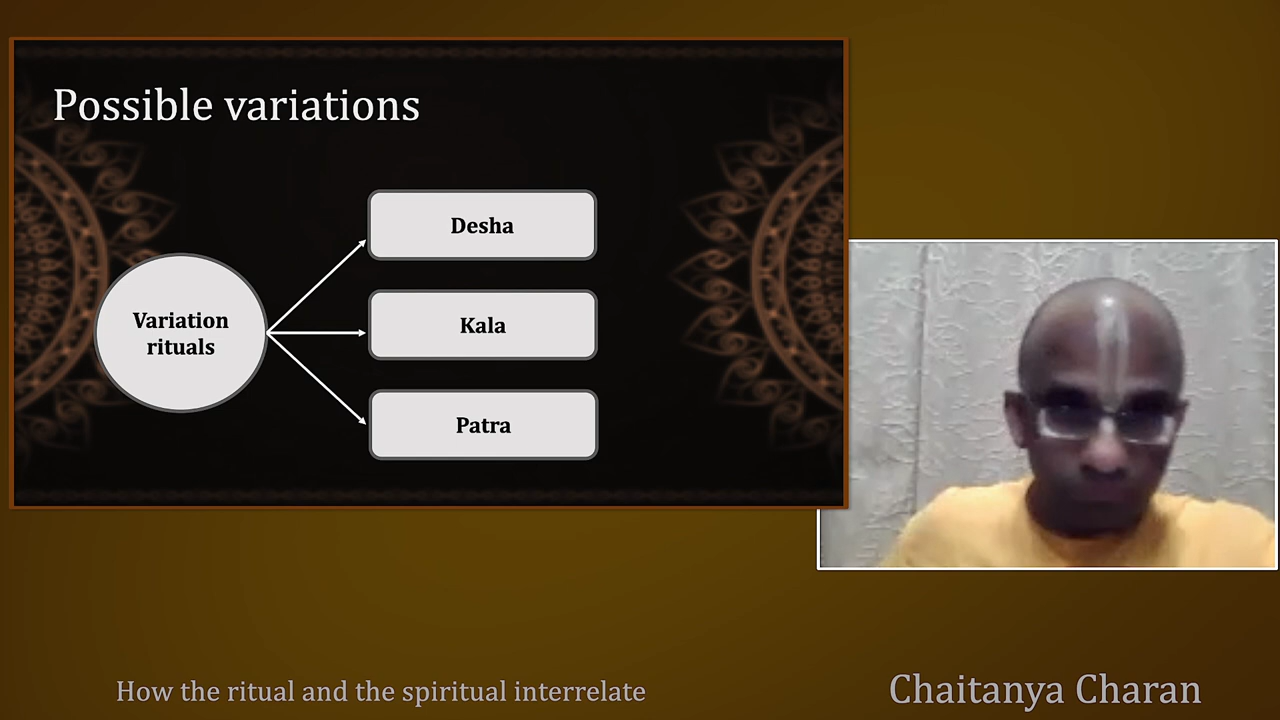 Possible variations
Desha
Variation
rituals
Kala
Patra
How the ritual and the spiritual interrelate
Chaitanya Charan